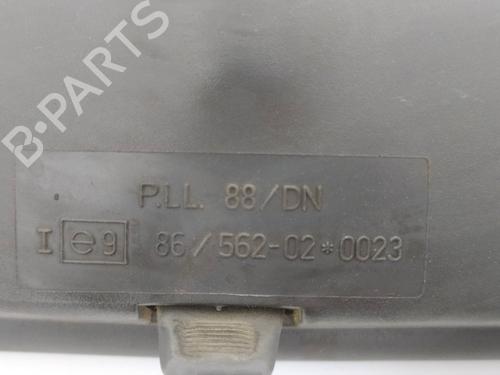 B-PARTS
P.LL. 88/DN
I e9 86/562-02*0023